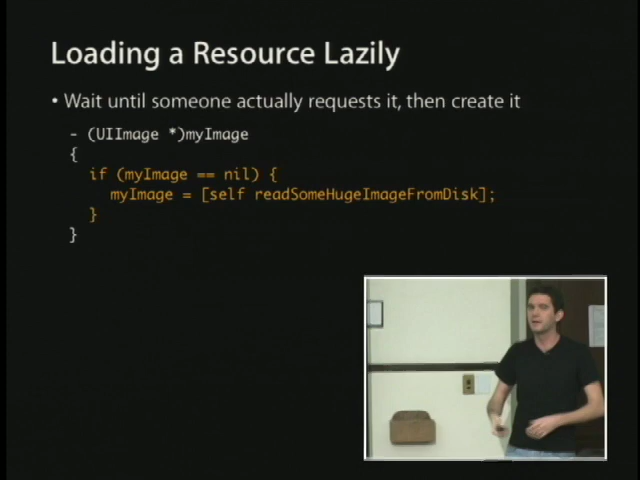 Loading a Resource Lazily
• Wait until someone actually requests it, then create it
- (UIImage *)myImage
{
if (myImage == nil) {
myImage = [self readSomeHugeImageFromDisk];
}
}